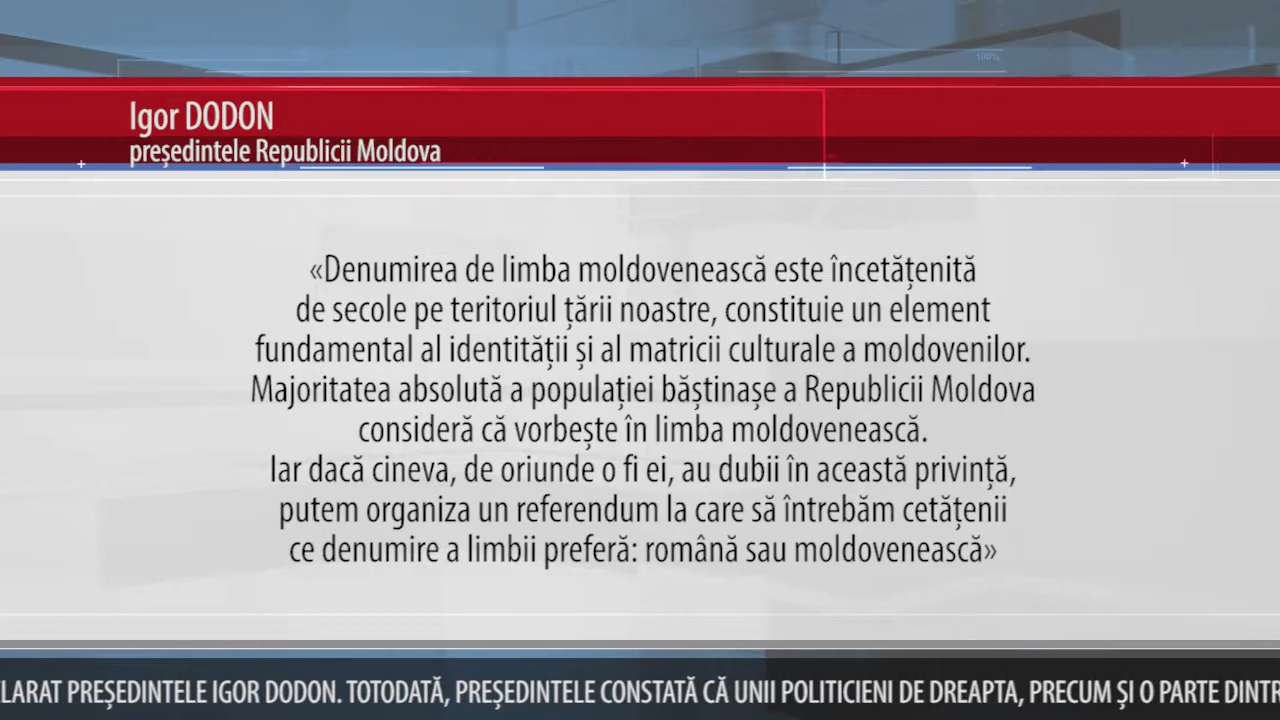 100%
Igor DODON
președintele Republicii Moldova
«Denumirea de limba moldovenească este încetățenită
de secole pe teritoriul țării noastre, constituie un element
fundamental al identității și al matricii culturale a moldovenilor.
Majoritatea absolută a populației băștinașe a Republicii Moldova
consideră că vorbește în limba moldovenească.
Iar dacă cineva, de oriunde o fi ei, au dubii în această privință,
putem organiza un referendum la care să întrebăm cetățenii
ce denumire a limbii preferă: română sau moldovenească»
LARAT PREȘEDINTELE IGOR DODON. TOTODATĂ, PREȘEDINTELE CONSTATĂ CĂ UNII POLITICIENI DE DREAPTA, PRECUM ȘI O PARTE DINTR